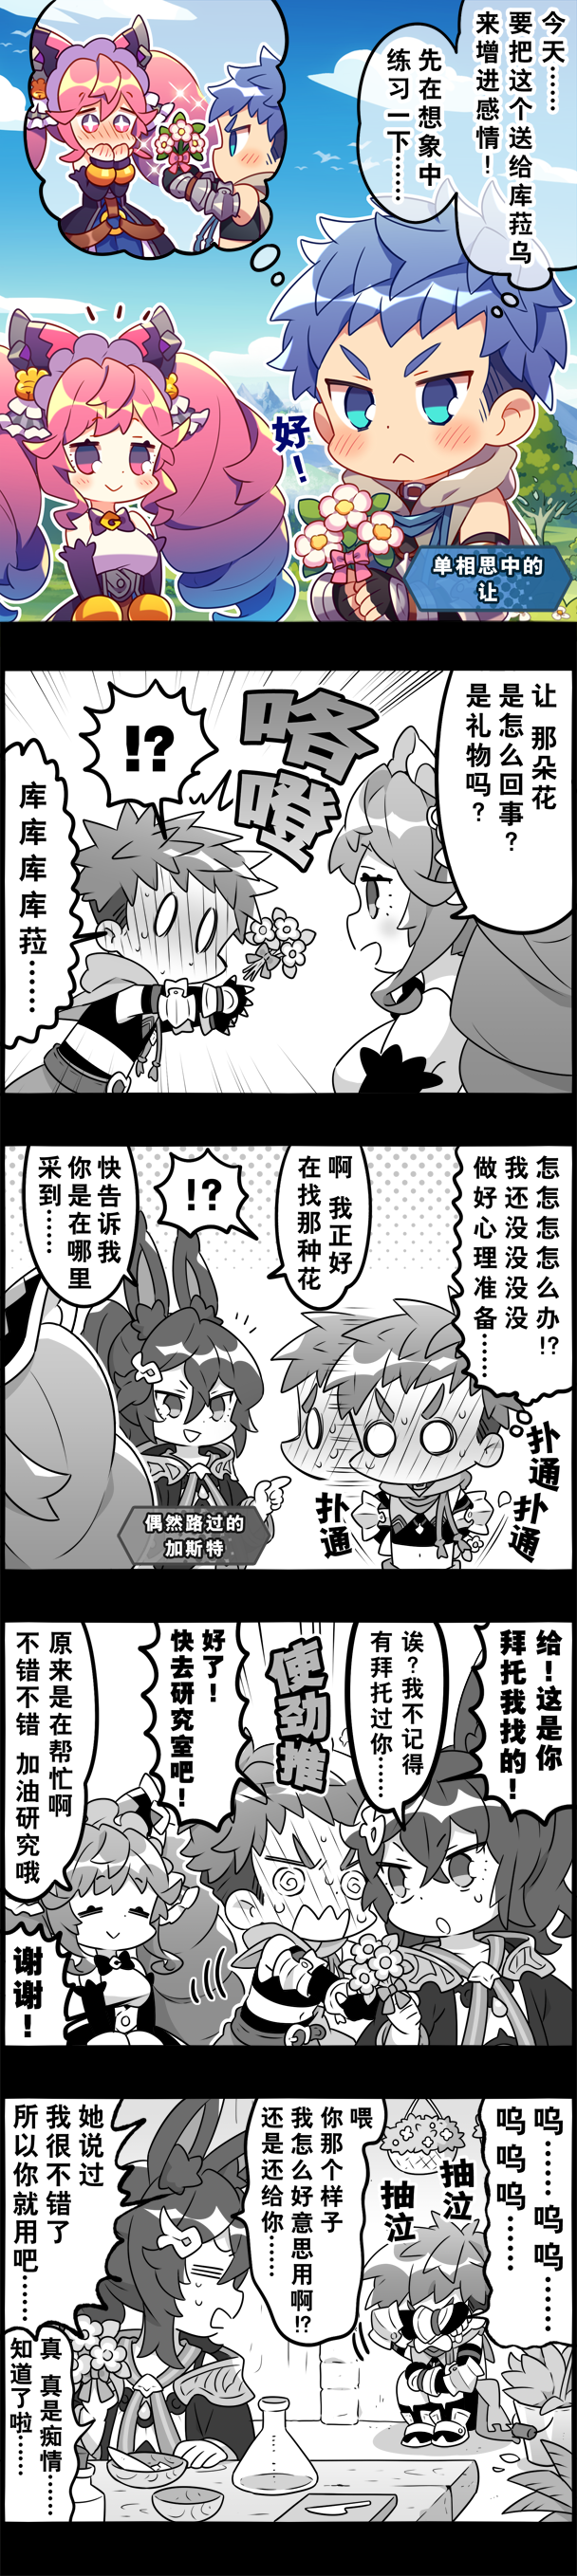 今天……
要把这个送给库菈乌
来增进感情！
先在想象中
练习一下……
好！
单相思中的
让
让 那朵花
是怎么回事？
是礼物吗？
咯噔
!?
库库库库菈……
怎怎怎怎么办!?
我还没没没没
做好心理准备……
扑通
扑通
扑通
啊 我正好
在找那种花
!?
快告诉我
你是在哪里
采到……
偶然路过的
加斯特
给！这是你
拜托我找的！
诶？我不记得
有拜托过你……
使劲推
好了！
快去研究室吧！
原来是在帮忙啊
不错不错 加油研究哦
谢谢！
呜……呜呜……
呜呜呜……
抽泣
抽泣
喂
你那个样子
我怎么好意思用啊!?
还是还给你……
她说过
我很不错了
所以你就用吧……
真 真是痴情……
知道了啦……